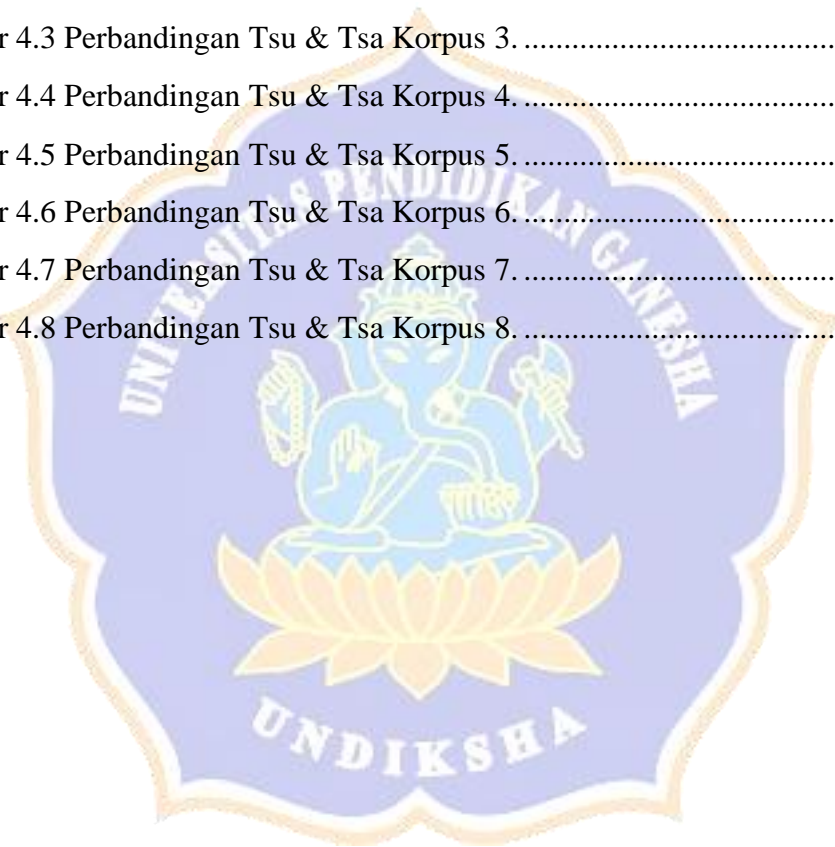 r 4.3 Perbandingan Tsu & Tsa Korpus 3. ........................................
r 4.4 Perbandingan Tsu & Tsa Korpus 4. ........................................
r 4.5 Perbandingan Tsu & Tsa Korpus 5. ........................................
r 4.6 Perbandingan Tsu & Tsa Korpus 6. ........................................
r 4.7 Perbandingan Tsu & Tsa Korpus 7. ........................................
r 4.8 Perbandingan Tsu & Tsa Korpus 8. ........................................
UNIVERSITAS PENDIDIKAN GANESHA
UNDIKSHA